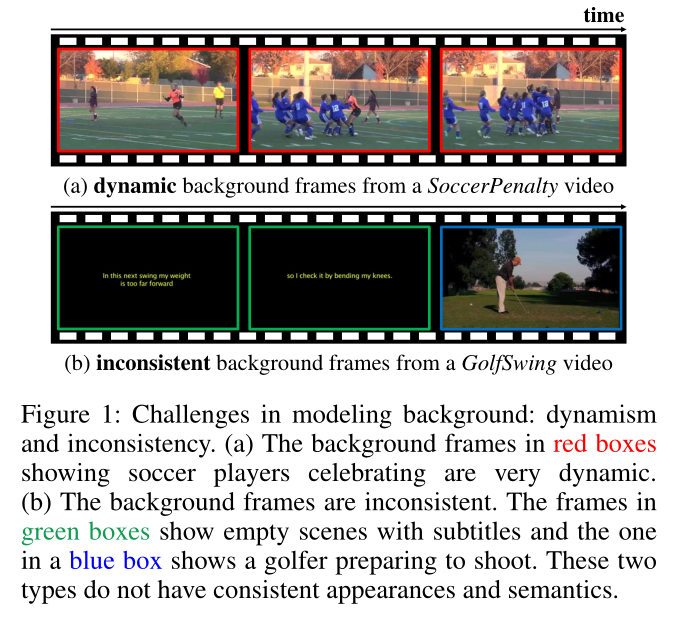 time
(a) dynamic background frames from a SoccerPenalty video
In this next swing my weight
is too far forward
so I check it by bending my knees.
(b) inconsistent background frames from a GolfSwing video
Figure 1: Challenges in modeling background: dynamism
and inconsistency. (a) The background frames in red boxes
showing soccer players celebrating are very dynamic.
(b) The background frames are inconsistent. The frames in
green boxes show empty scenes with subtitles and the one
in a blue box shows a golfer preparing to shoot. These two
types do not have consistent appearances and semantics.